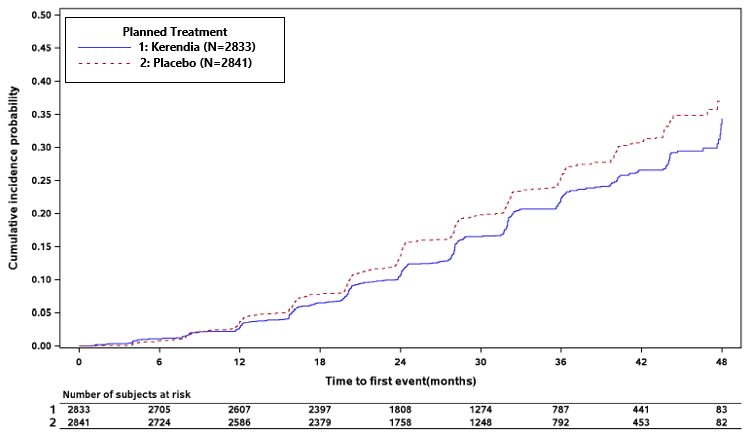 0.50
0.45
0.40
0.35
0.30
0.25
0.20
0.15
0.10
0.05
0.00
Cumulative incidence probability
Planned Treatment
1: Kerendia (N=2833)
2: Placebo (N=2841)
0 6 12 18 24 30 36 42 48
Time to first event(months)
Number of subjects at risk
1 2833 2705 2607 2397 1808 1274 787 441 83
2 2841 2724 2586 2379 1758 1248 792 453 82